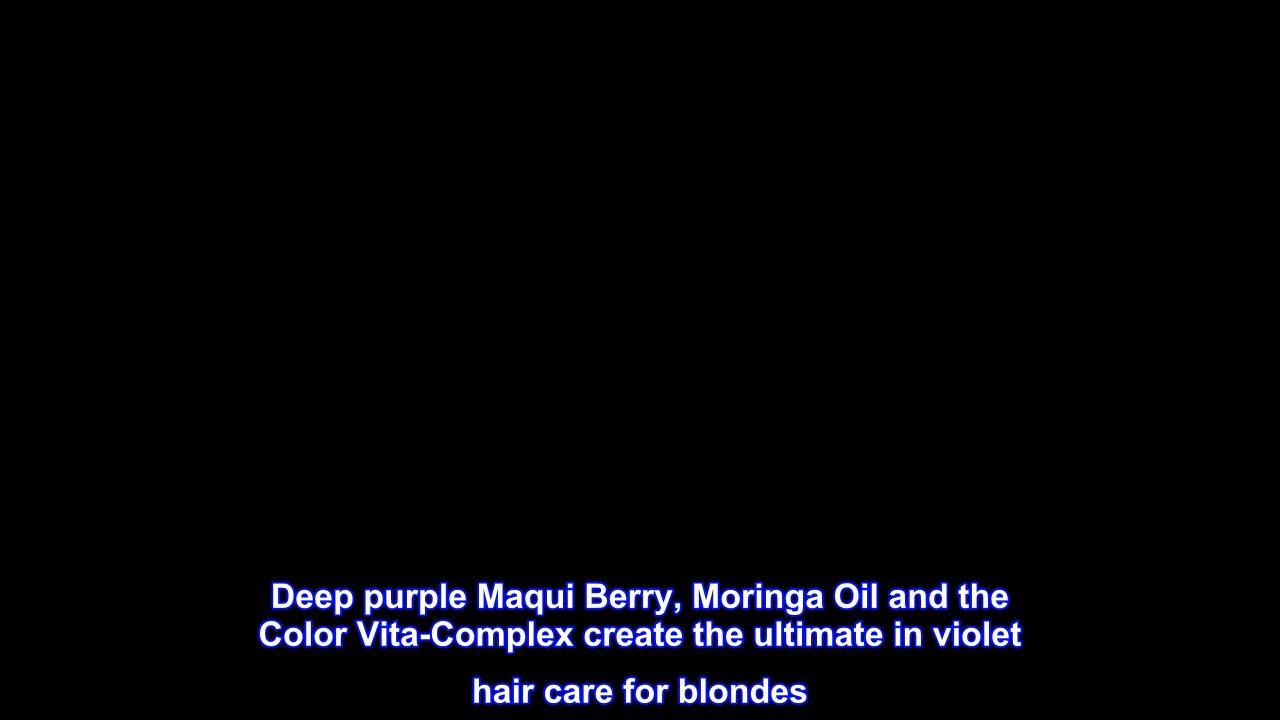 Deep purple Maqui Berry, Moringa Oil and the
Color Vita-Complex create the ultimate in violet
hair care for blondes